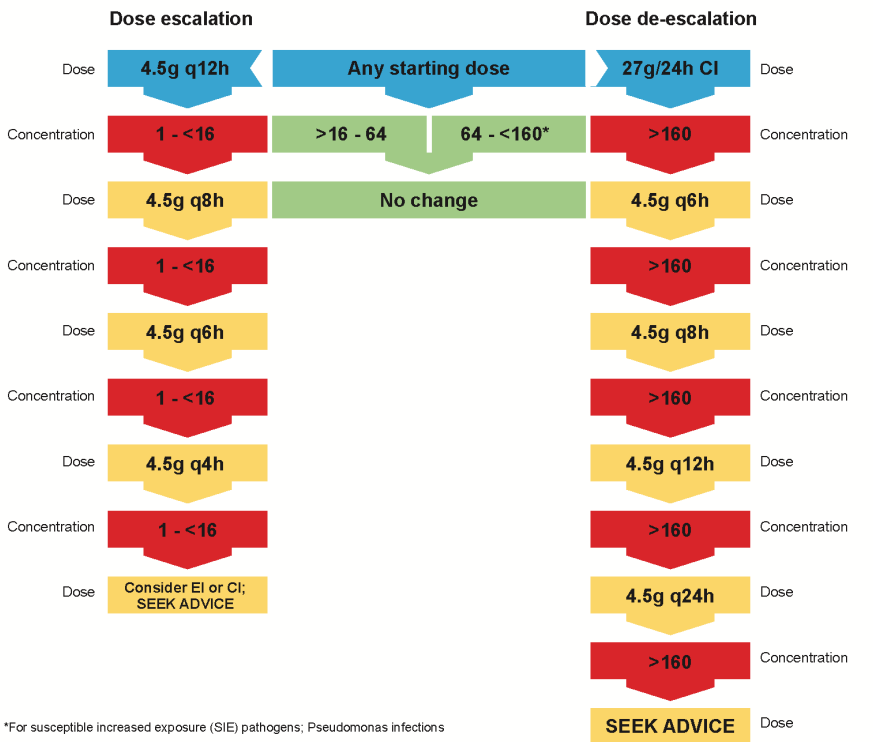 Dose escalation
Dose de-escalation
Dose
4.5g q12h
Any starting dose
27g/24h CI
Dose
Concentration
1 - <16
>16 - 64
64 - <160*
>160
Concentration
Dose
4.5g q8h
No change
4.5g q6h
Dose
Concentration
1 - <16
>160
Concentration
Dose
4.5g q6h
4.5g q8h
Dose
Concentration
1 - <16
>160
Concentration
Dose
4.5g q4h
4.5g q12h
Dose
Concentration
1 - <16
>160
Concentration
Dose
Consider EI or CI;
SEEK ADVICE
4.5g q24h
Dose
>160
Concentration
SEEK ADVICE
Dose
*For susceptible increased exposure (SIE) pathogens; Pseudomonas infections